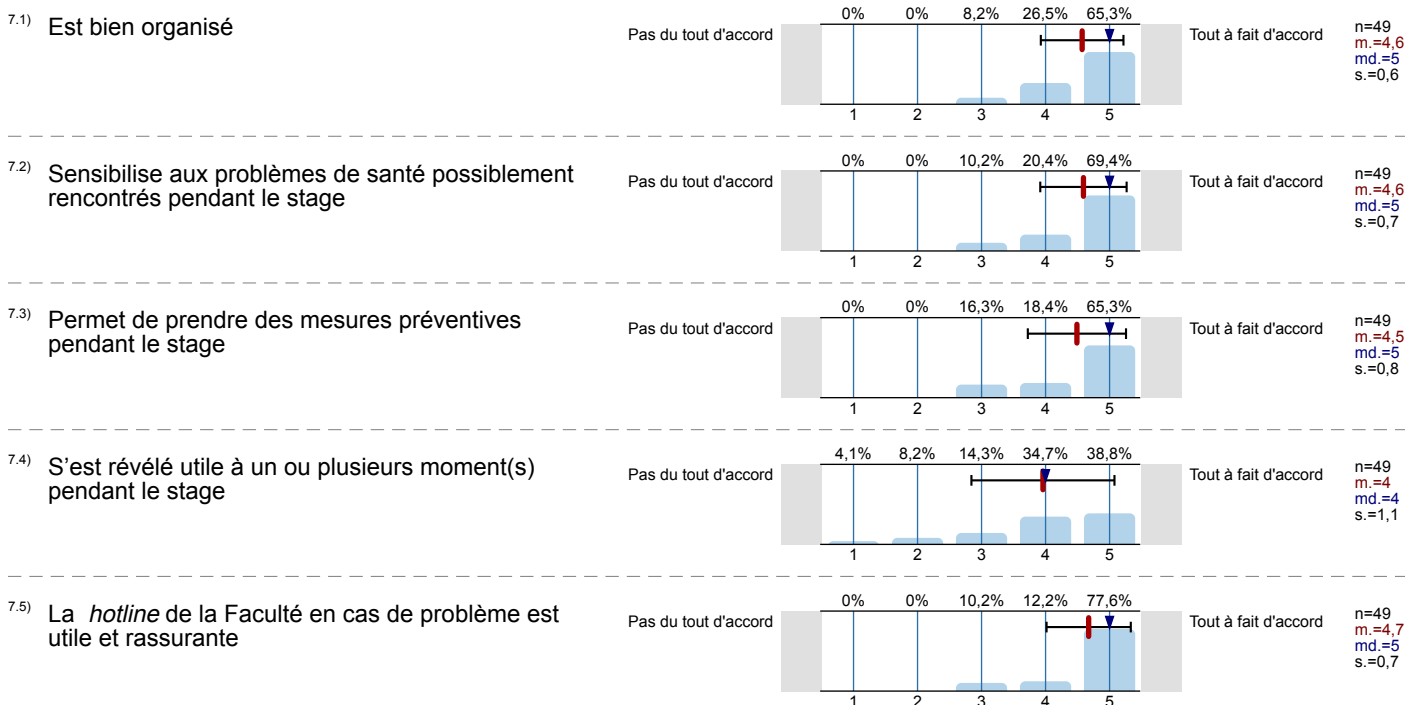 7.1) Est bien organisé
Pas du tout d'accord
0% 0% 8,2% 26,5% 65,3%
1 2 3 4 5
Tout à fait d'accord
n=49
m.=4,6
md.=5
s.=0,6
7.2) Sensibilise aux problèmes de santé possiblement
rencontrés pendant le stage
Pas du tout d'accord
0% 0% 10,2% 20,4% 69,4%
1 2 3 4 5
Tout à fait d'accord
n=49
m.=4,6
md.=5
s.=0,7
7.3) Permet de prendre des mesures préventives
pendant le stage
Pas du tout d'accord
0% 0% 16,3% 18,4% 65,3%
1 2 3 4 5
Tout à fait d'accord
n=49
m.=4,5
md.=5
s.=0,8
7.4) S’est révélé utile à un ou plusieurs moment(s)
pendant le stage
Pas du tout d'accord
4,1% 8,2% 14,3% 34,7% 38,8%
1 2 3 4 5
Tout à fait d'accord
n=49
m.=4
md.=4
s.=1,1
7.5) La hotline de la Faculté en cas de problème est
utile et rassurante
Pas du tout d'accord
0% 0% 10,2% 12,2% 77,6%
1 2 3 4 5
Tout à fait d'accord
n=49
m.=4,7
md.=5
s.=0,7